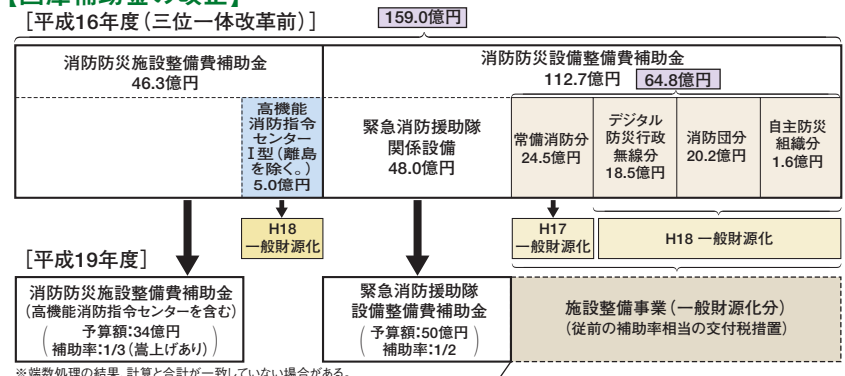 【国庫補助金の改正】
[平成16年度(三位一体改革前)]
159.0億円
消防防災施設整備費補助金
46.3億円
消防防災設備整備費補助金
112.7億円
64.8億円
高機能
消防指令
センター
Ⅰ型(離島
を除く。)
5.0億円
緊急消防援助隊
関係設備
48.0億円
常備消防分
24.5億円
デジタル
防災行政
無線分
18.5億円
消防団分
20.2億円
自主防災
組織分
1.6億円
H18
一般財源化
H17
一般財源化
H18 一般財源化
[平成19年度]
消防防災施設整備費補助金
(高機能消防指令センターを含む)
(予算額:34億円
補助率:1/3(嵩上げあり))
緊急消防援助隊
設備整備費補助金
(予算額:50億円
補助率:1/2)
施設整備事業(一般財源化分)
(従前の補助率相当の交付税措置)
※端数処理の結果、計算と合計が一致していない場合がある。